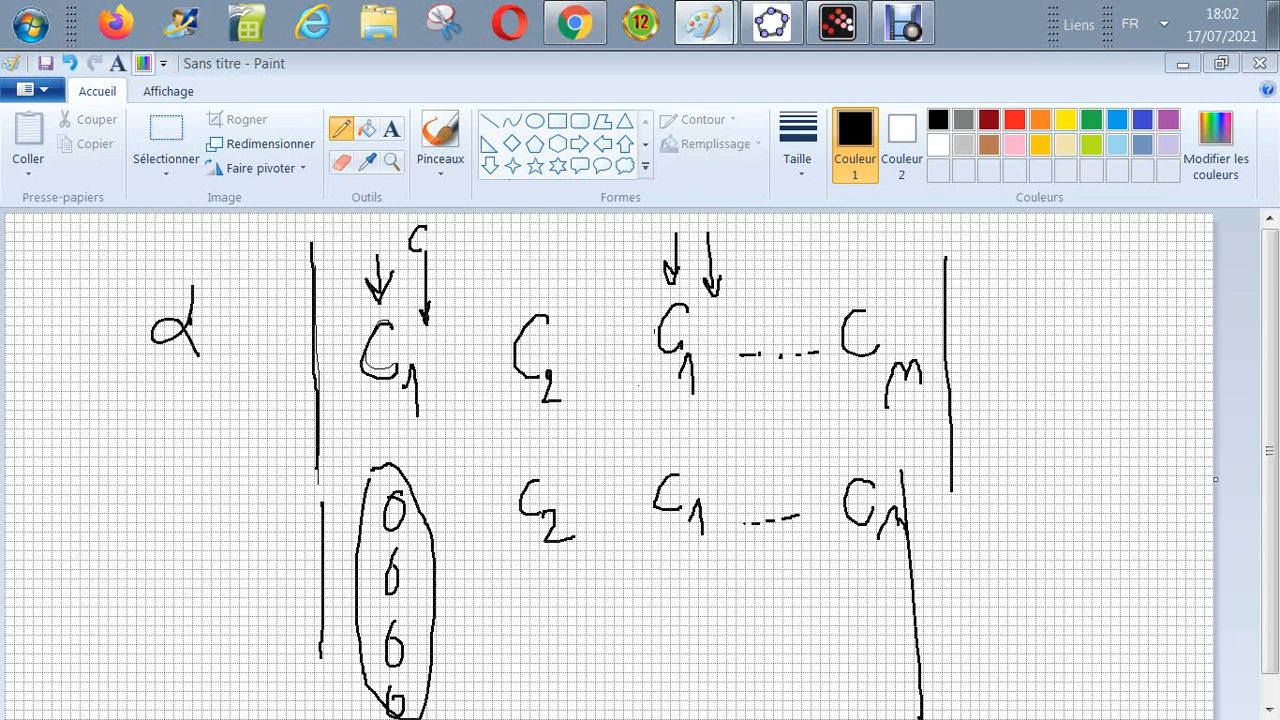 12
Liens
FR
18:02
17/07/2021
Sans titre - Paint
Accueil
Affichage
Coller
Couper
Copier
Presse-papiers
Sélectionner
Rogner
Redimensionner
Faire pivoter
Image
A
Outils
Pinceaux
Contour
Remplissage
Formes
Taille
Couleur 1
Couleur 2
Modifier les couleurs
Couleurs
C
α | C1 C2 C1 ---- Cn |
| 0 C2 C1 --- Cn |
0
0
0